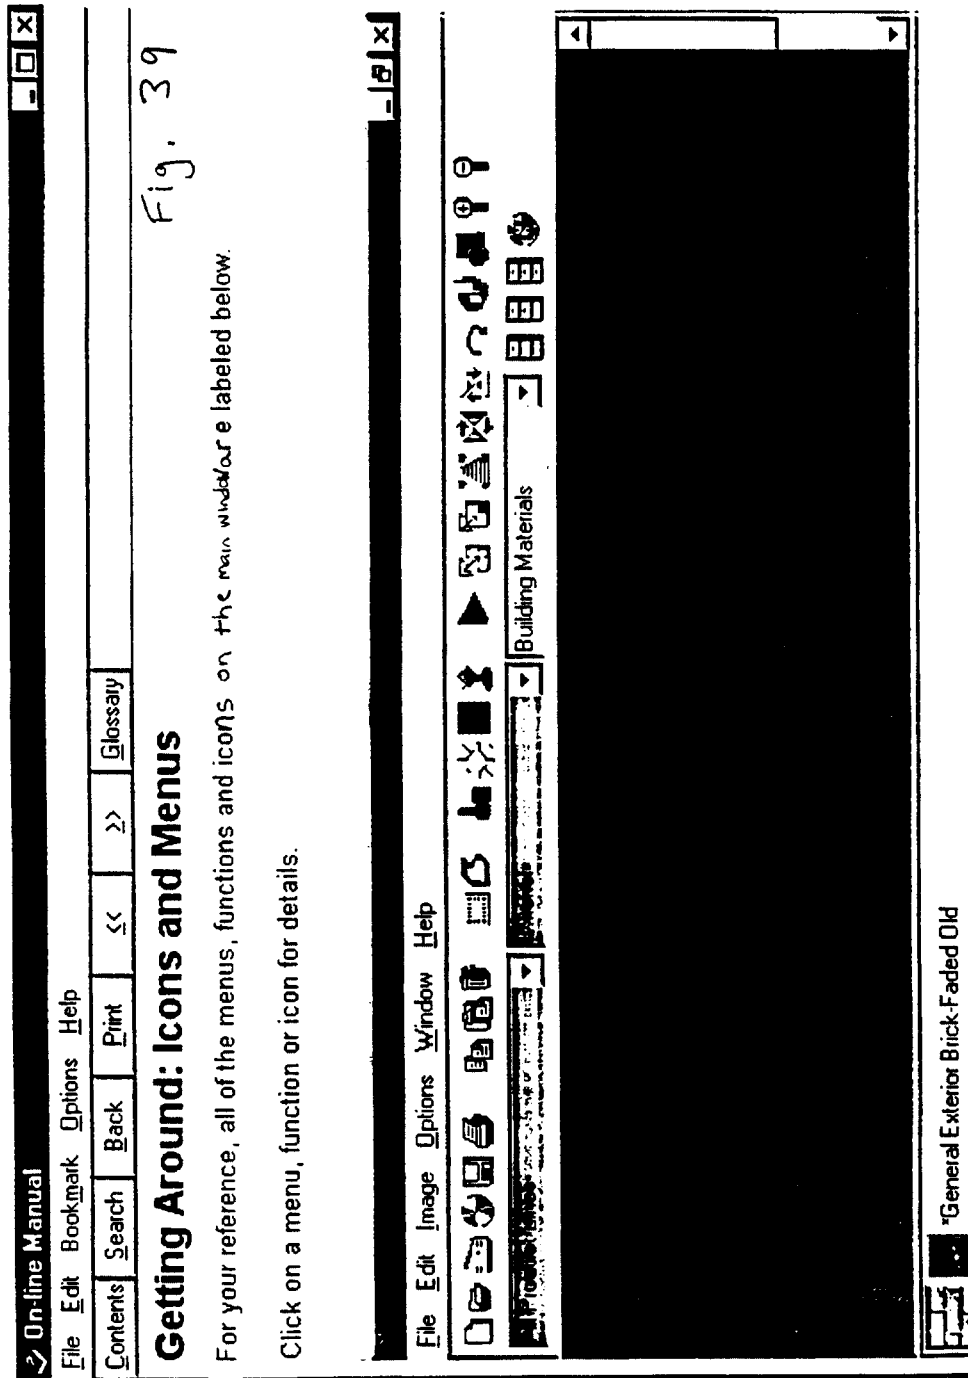 On-line Manual
File Edit Bookmark Options Help
Contents Search Back Print << >> Glossary
Getting Around: Icons and Menus
Fig. 39
For your reference, all of the menus, functions and icons on the main window are labeled below.
Click on a menu, function or icon for details.
File Edit Image Options Window Help
Building Materials
"General Exterior Brick-Faded Old